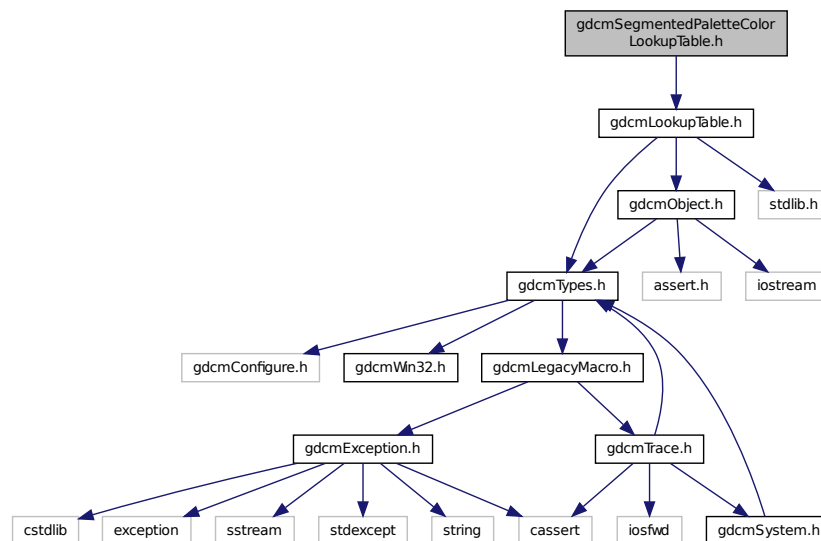 gdcmSegmentedPaletteColor
LookupTable.h
gdcmLookupTable.h
gdcmObject.h
stdlib.h
gdcmTypes.h
assert.h
iostream
gdcmConfigure.h
gdcmWin32.h
gdcmLegacyMacro.h
gdcmException.h
gdcmTrace.h
cstdlib
exception
sstream
stdexcept
string
cassert
iosfwd
gdcmSystem.h